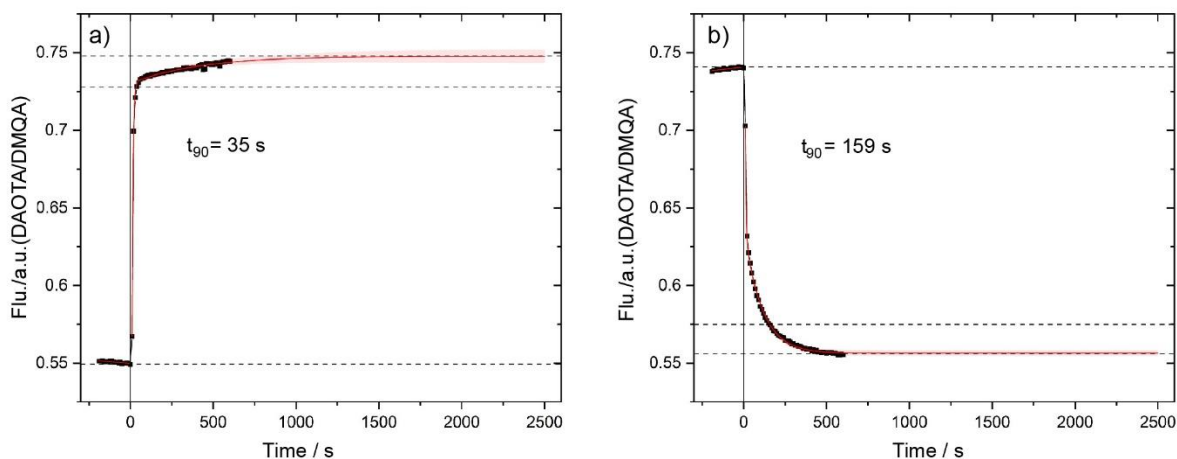 a)
0.75
0.7
0.65
0.6
0.55
Flu./a.u.(DAOTA/DMQA)
t90 = 35 s
0 500 1000 1500 2000 2500
Time / s
b)
0.75
0.7
0.65
0.6
0.55
Flu./a.u.(DAOTA/DMQA)
t90 = 159 s
0 500 1000 1500 2000 2500
Time / s